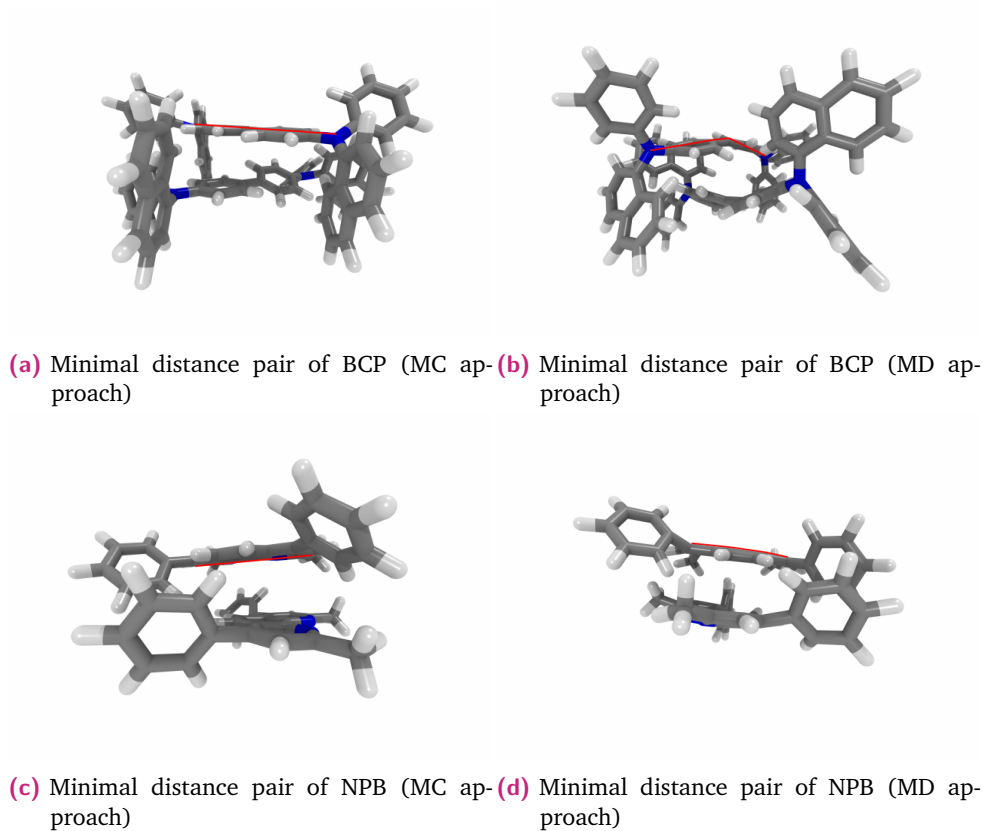 (a) Minimal distance pair of BCP (MC ap-
proach)
(b) Minimal distance pair of BCP (MD ap-
proach)
(c) Minimal distance pair of NPB (MC ap-
proach)
(d) Minimal distance pair of NPB (MD ap-
proach)